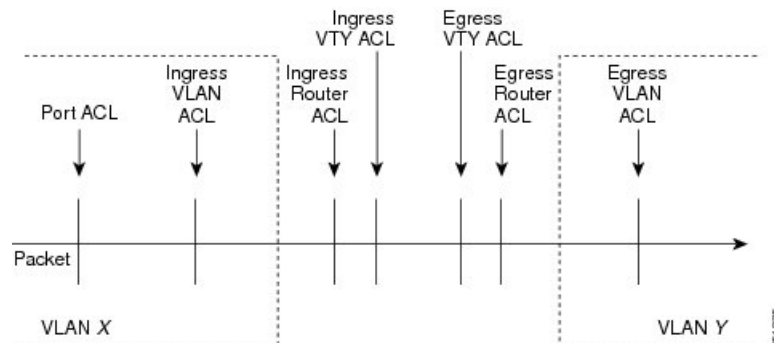 Ingress
VTY ACL
Egress
VTY ACL
Port ACL
Ingress
VLAN
ACL
Ingress
Router
ACL
Egress
Router
ACL
Egress
VLAN
ACL
Packet
VLAN X
VLAN Y